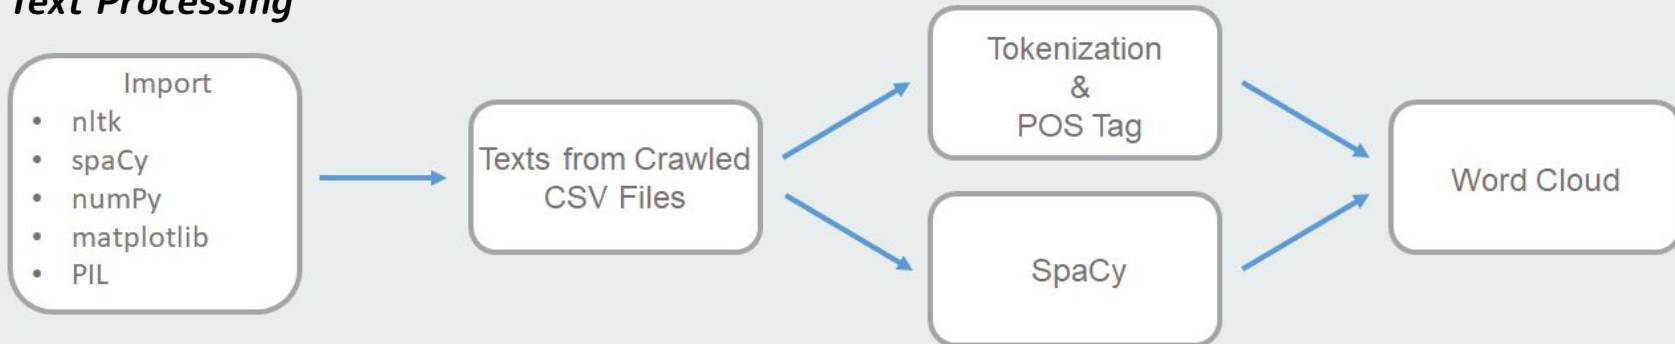 Text Processing
Import
• nltk
• spaCy
• numPy
• matplotlib
• PIL
Texts from Crawled
CSV Files
Tokenization
&
POS Tag
SpaCy
Word Cloud